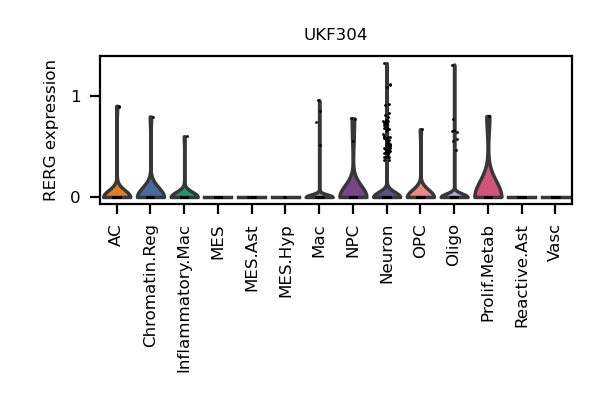 UKF304
RERG expression
1
0
AC
Chromatin.Reg
Inflammatory.Mac
MES
MES.Ast
MES.Hyp
Mac
NPC
Neuron
OPC
Oligo
Prolif.Metab
Reactive.Ast
Vasc